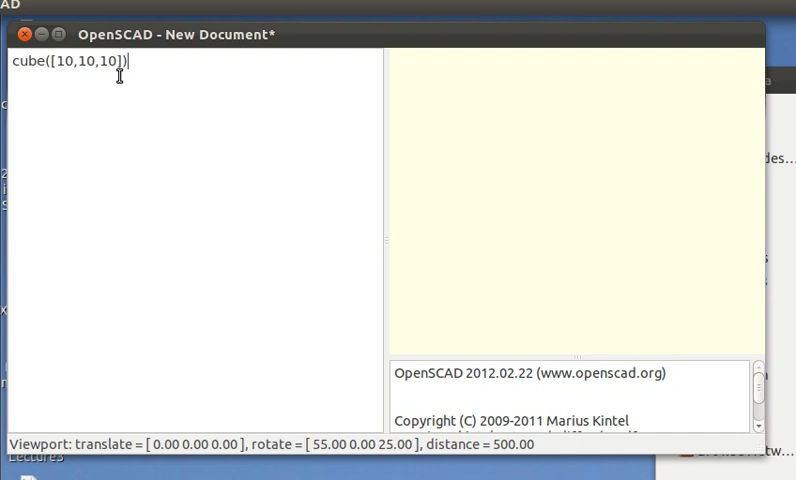 AD
OpenSCAD - New Document*
cube([10,10,10])
des...
OpenSCAD 2012.02.22 (www.openscad.org)
Copyright (C) 2009-2011 Marius Kintel
Viewport: translate = [ 0.00 0.00 0.00 ], rotate = [ 55.00 0.00 25.00 ], distance = 500.00
Lecture3